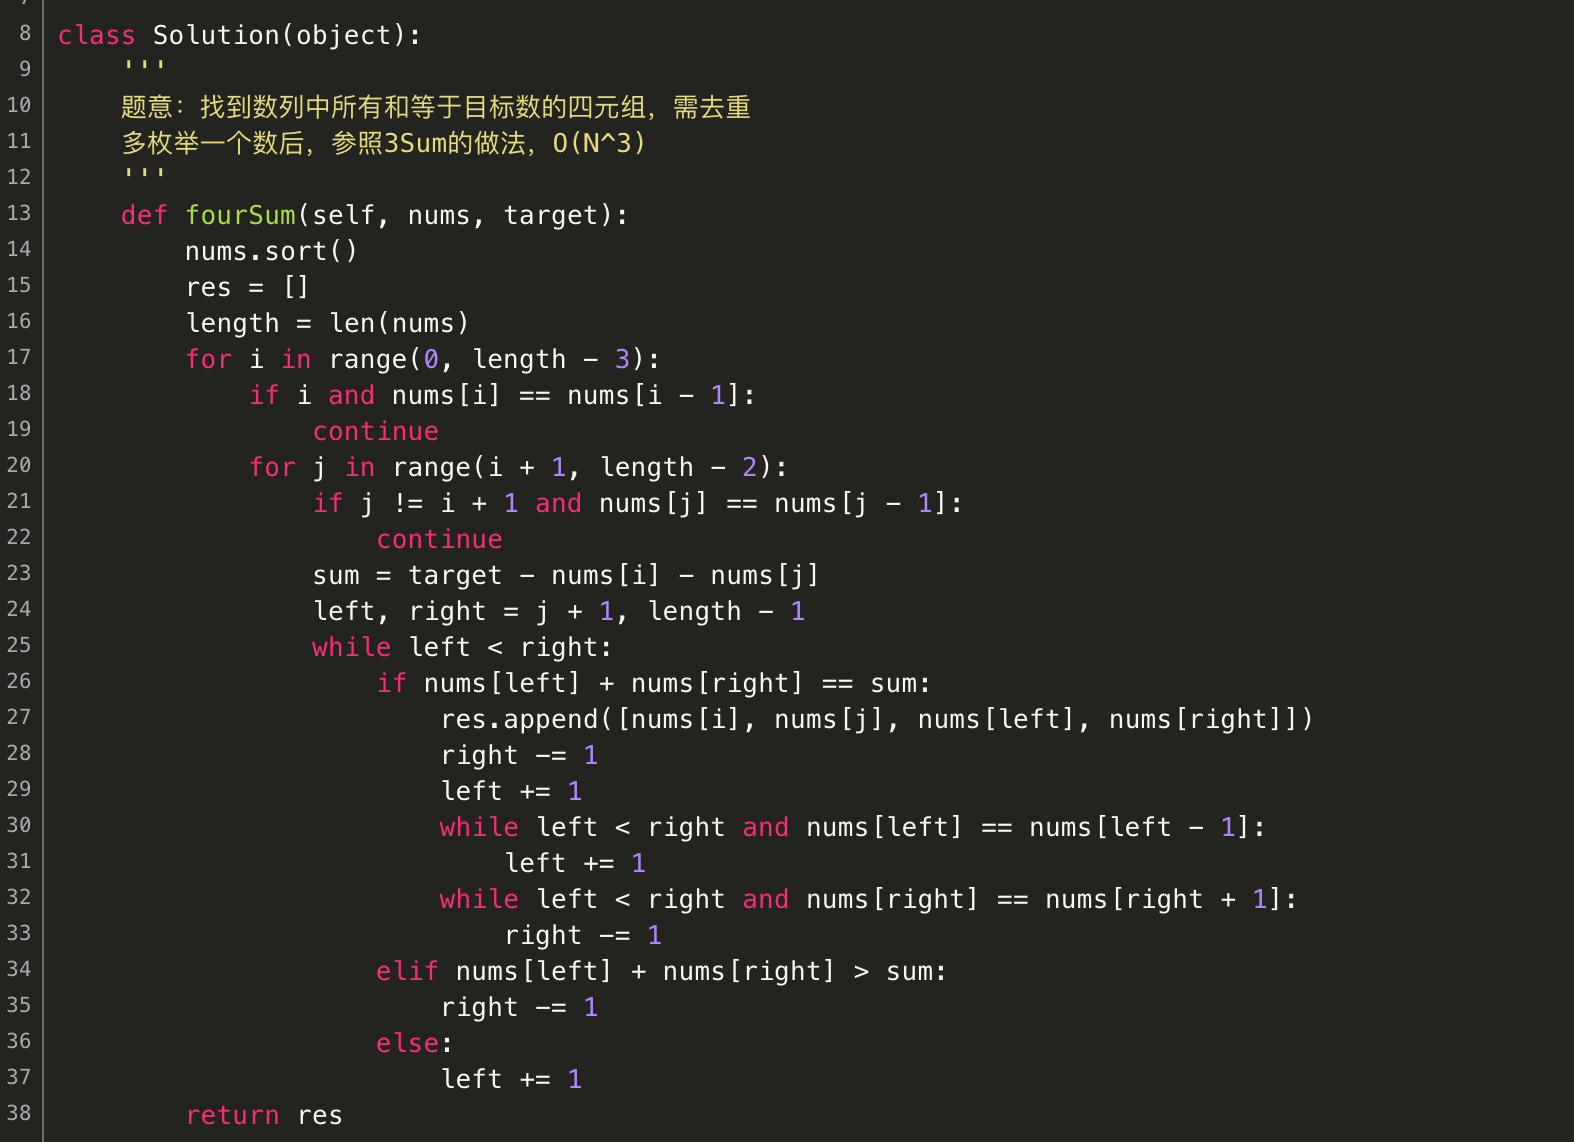 8 class Solution(object):
9     '''
10     题意：找到数列中所有和等于目标数的四元组，需去重
11     多枚举一个数后，参照3Sum的做法，O(N^3)
12     '''
13     def fourSum(self, nums, target):
14         nums.sort()
15         res = []
16         length = len(nums)
17         for i in range(0, length - 3):
18             if i and nums[i] == nums[i - 1]:
19                 continue
20             for j in range(i + 1, length - 2):
21                 if j != i + 1 and nums[j] == nums[j - 1]:
22                     continue
23                 sum = target - nums[i] - nums[j]
24                 left, right = j + 1, length - 1
25                 while left < right:
26                     if nums[left] + nums[right] == sum:
27                         res.append([nums[i], nums[j], nums[left], nums[right]])
28                         right -= 1
29                         left += 1
30                         while left < right and nums[left] == nums[left - 1]:
31                             left += 1
32                         while left < right and nums[right] == nums[right + 1]:
33                             right -= 1
34                     elif nums[left] + nums[right] > sum:
35                         right -= 1
36                     else:
37                         left += 1
38         return res